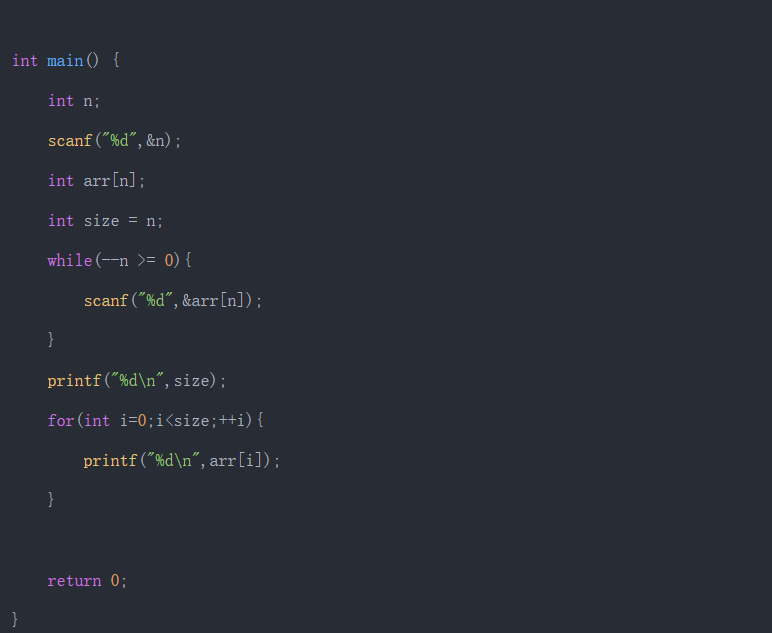 int main() {
    int n;
    scanf("%d",&n);
    int arr[n];
    int size = n;
    while(--n >= 0){
        scanf("%d",&arr[n]);
    }
    printf("%d\n",size);
    for(int i=0;i<size;++i){
        printf("%d\n",arr[i]);
    }
    return 0;
}